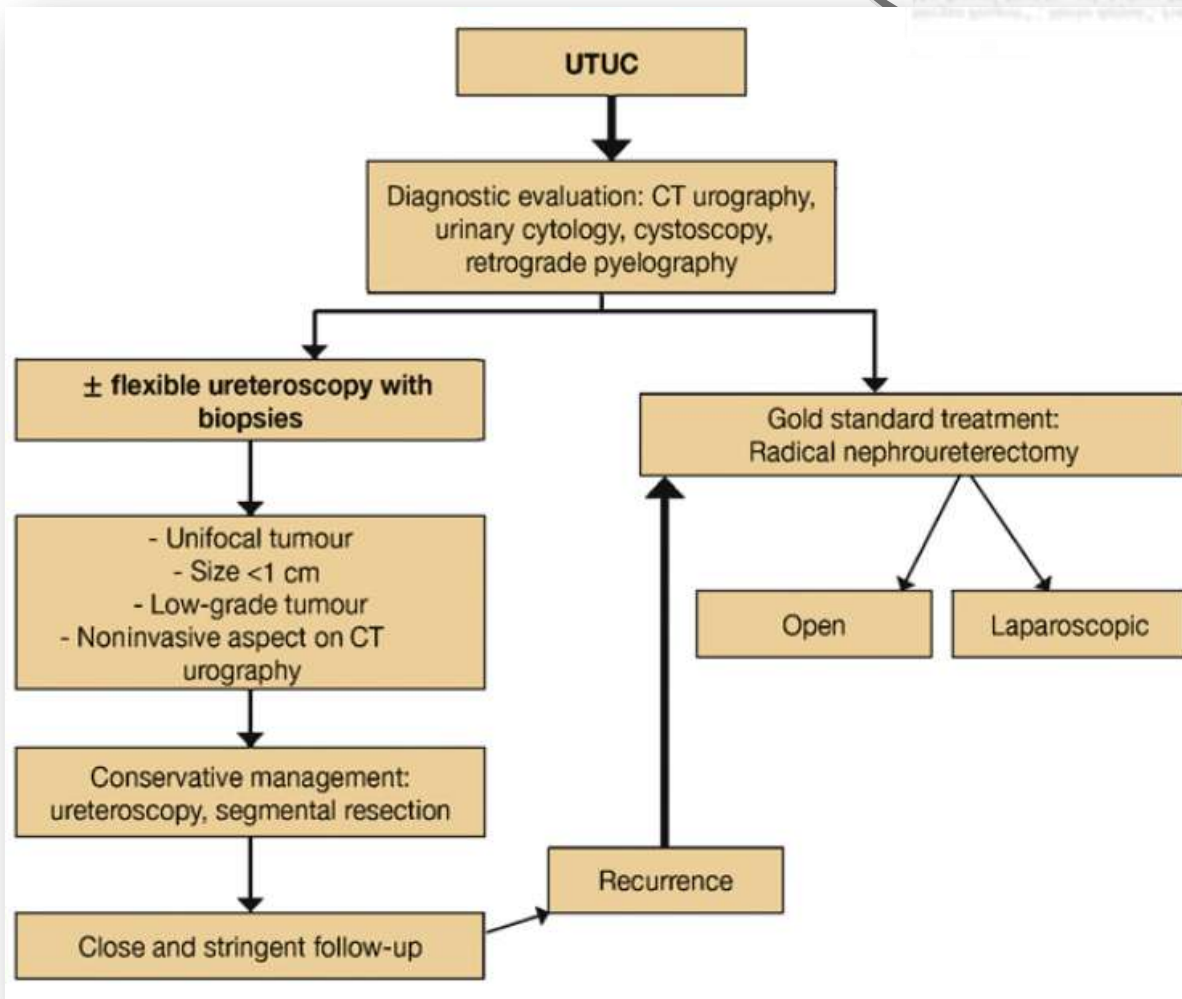 UTUC
Diagnostic evaluation: CT urography,
urinary cytology, cystoscopy,
retrograde pyelography
± flexible ureteroscopy with
biopsies
Gold standard treatment:
Radical nephroureterectomy
- Unifocal tumour
- Size <1 cm
- Low-grade tumour
- Noninvasive aspect on CT
urography
Open
Laparoscopic
Conservative management:
ureteroscopy, segmental resection
Recurrence
Close and stringent follow-up